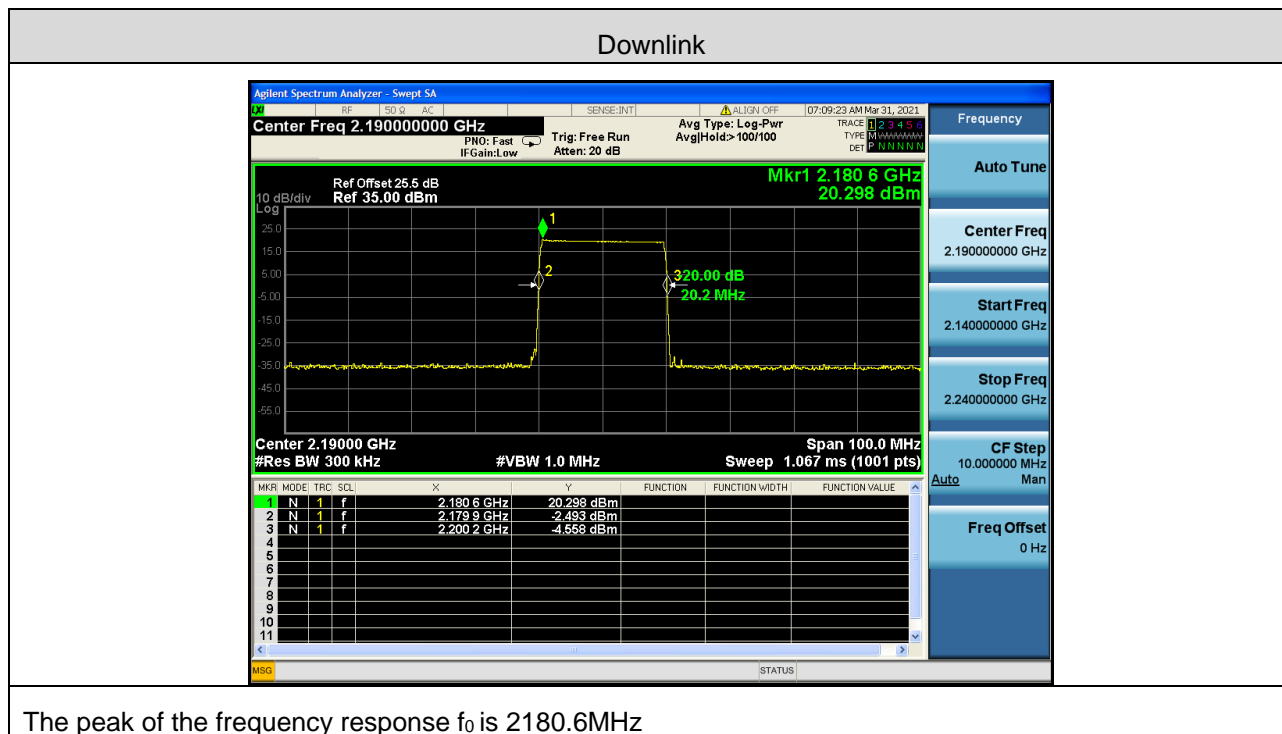 Downlink
Agilent Spectrum Analyzer - Swept SA
LXI RF 50 Ω AC SENSE:INT ALIGN OFF 07:09:23 AM Mar 31, 2021
Center Freq 2.190000000 GHz
PNO: Fast
IFGain:Low
Trig: Free Run
Atten: 20 dB
Avg Type: Log-Pwr
Avg|Hold:> 100/100
TRACE 1 2 3 4 5 6
TYPE M
DET P N N N N N
Ref Offset 25.5 dB
10 dB/div Ref 35.00 dBm
Log
Mkr1 2.180 6 GHz
20.298 dBm
25.0
15.0
5.00
-5.00
-15.0
-25.0
-35.0
-45.0
-55.0
1
2
3
-20.00 dB
20.2 MHz
Center 2.19000 GHz Span 100.0 MHz
#Res BW 300 kHz #VBW 1.0 MHz Sweep 1.067 ms (1001 pts)
MKR MODE TRC SCL X Y FUNCTION FUNCTION WIDTH FUNCTION VALUE
1 N 1 f 2.180 6 GHz 20.298 dBm
2 N 1 f 2.179 9 GHz -2.493 dBm
3 N 1 f 2.200 2 GHz -4.558 dBm
4
5
6
7
8
9
10
11
MSG STATUS
Frequency
Auto Tune
Center Freq
2.190000000 GHz
Start Freq
2.140000000 GHz
Stop Freq
2.240000000 GHz
CF Step
10.000000 MHz
Auto Man
Freq Offset
0 Hz
The peak of the frequency response f₀ is 2180.6MHz